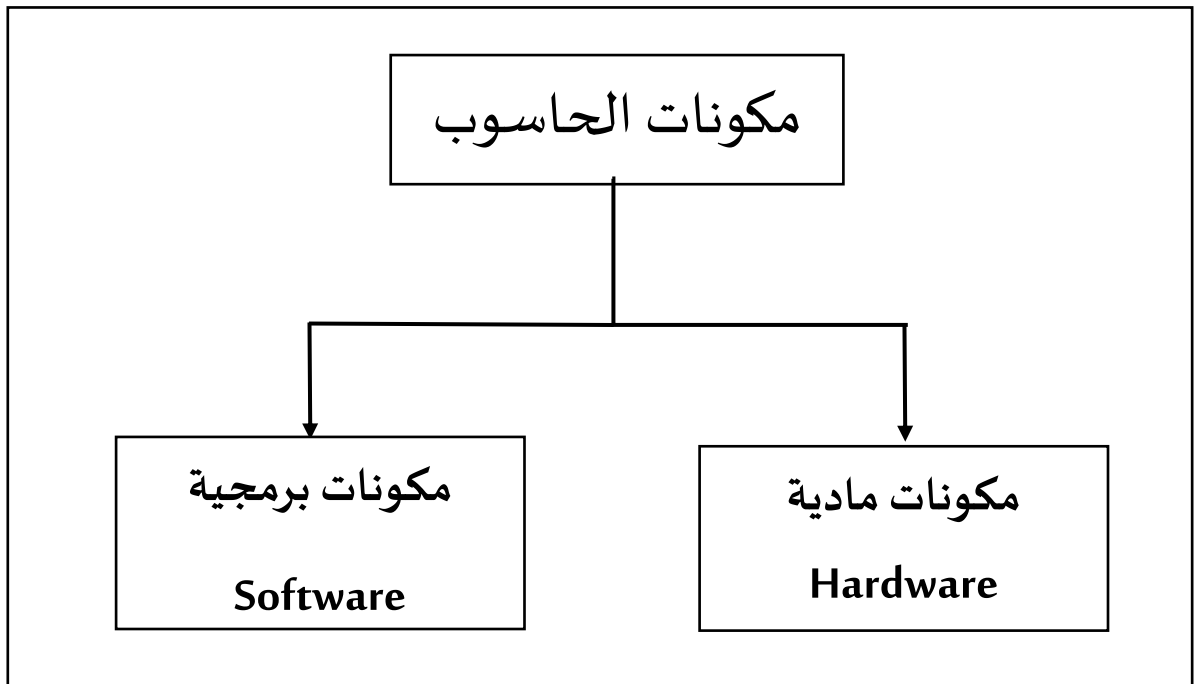 مكونات الحاسوب
مكونات مادية
Hardware
مكونات برمجية
Software